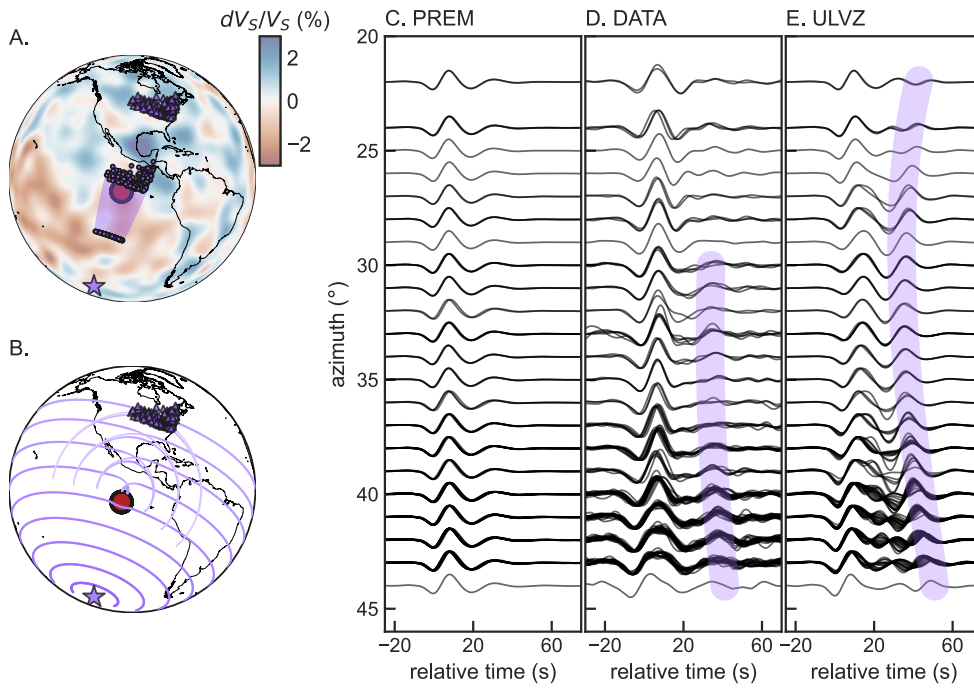 A.
dV_S/V_S (%)
2
0
−2
B.
C. PREM
D. DATA
E. ULVZ
azimuth (°)
20
25
30
35
40
45
−20 20 60
−20 20 60
−20 20 60
relative time (s)
relative time (s)
relative time (s)